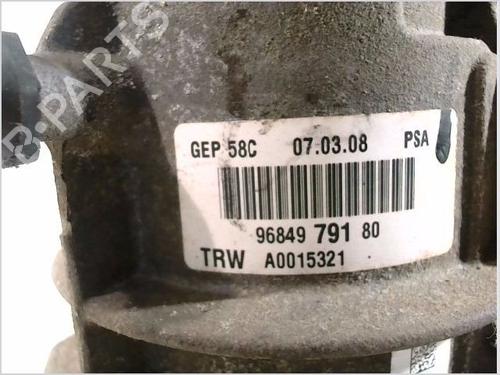 B-PARTS
GEP 58C 07.03.08 PSA
96849 791 80
TRW A0015321